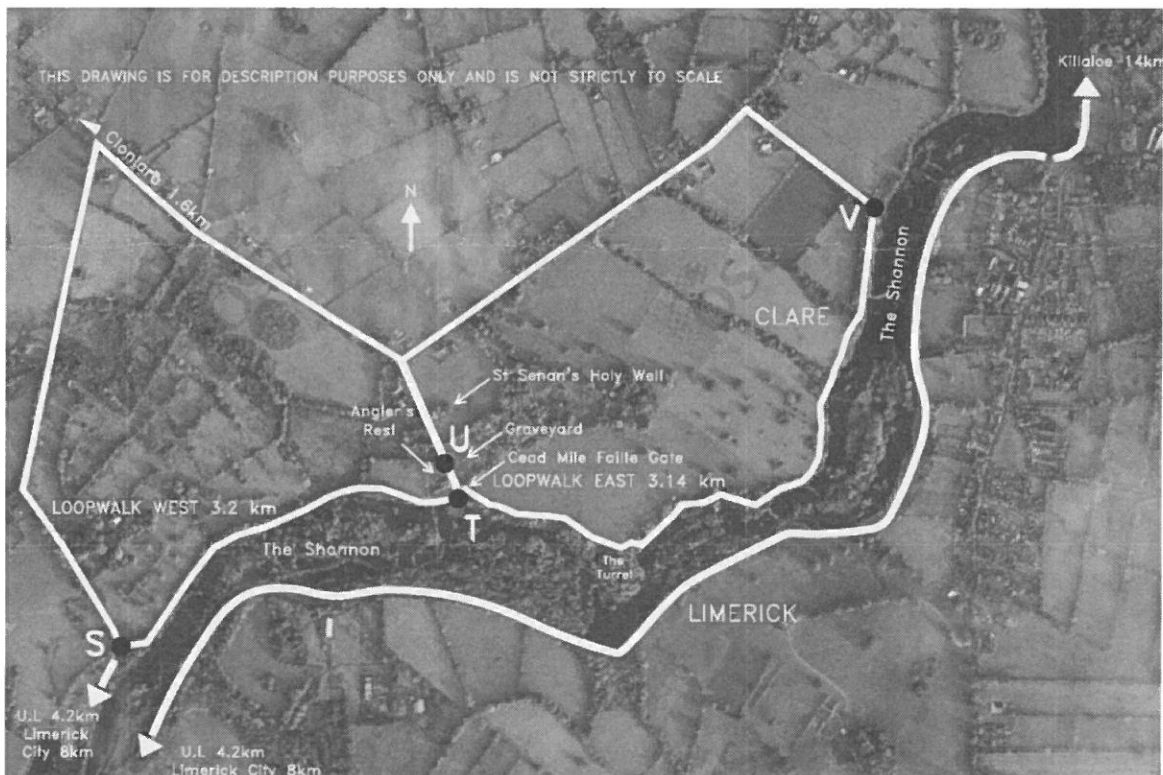 THIS DRAWING IS FOR DESCRIPTION PURPOSES ONLY AND IS NOT STRICTLY TO SCALE
Killaloe 14km
Clonlara 1.6km
N
V
The Shannon
CLARE
St Senan's Holy Well
Angler's
Rest
U
Graveyard
Cead Mile Failte Gate
LOOPWALK EAST 3.14 km
LOOPWALK WEST 3.2 km
T
The Shannon
The
Turret
LIMERICK
S
U.L 4.2km
Limerick
City 8km
U.L 4.2km
Limerick City 8km